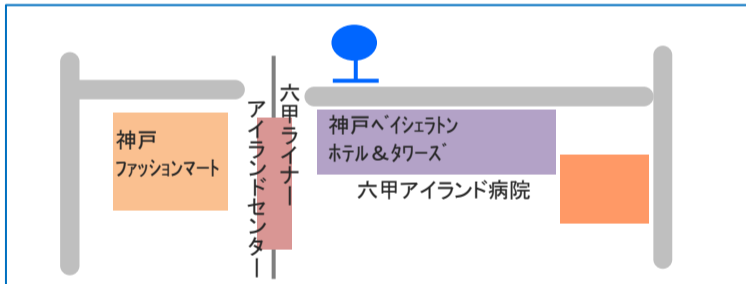 神戸
ファッションマート
アイランドセンター
六甲ライナー
神戸ベイシェラトン
ホテル&タワーズ
六甲アイランド病院